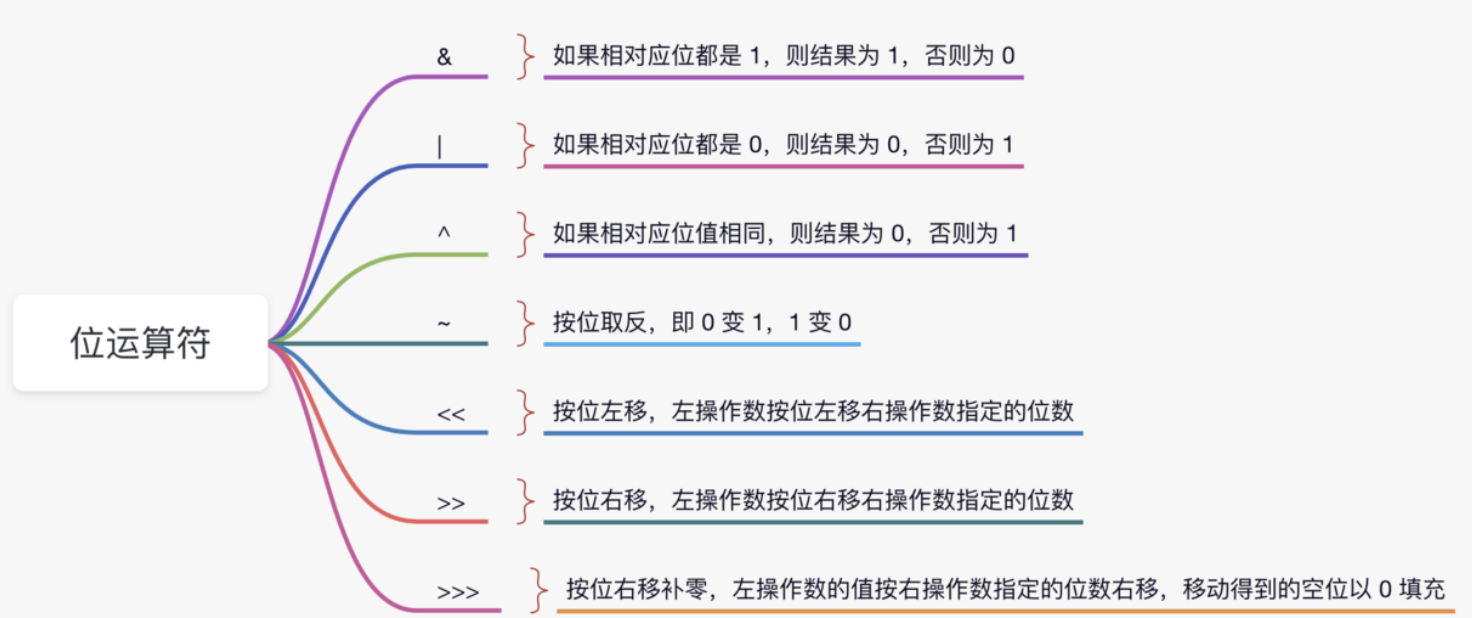 位运算符
&
如果相对应位都是 1，则结果为 1，否则为 0
|
如果相对应位都是 0，则结果为 0，否则为 1
^
如果相对应位值相同，则结果为 0，否则为 1
~
按位取反，即 0 变 1，1 变 0
<<
按位左移，左操作数按位左移右操作数指定的位数
>>
按位右移，左操作数按位右移右操作数指定的位数
>>>
按位右移补零，左操作数的值按右操作数指定的位数右移，移动得到的空位以 0 填充